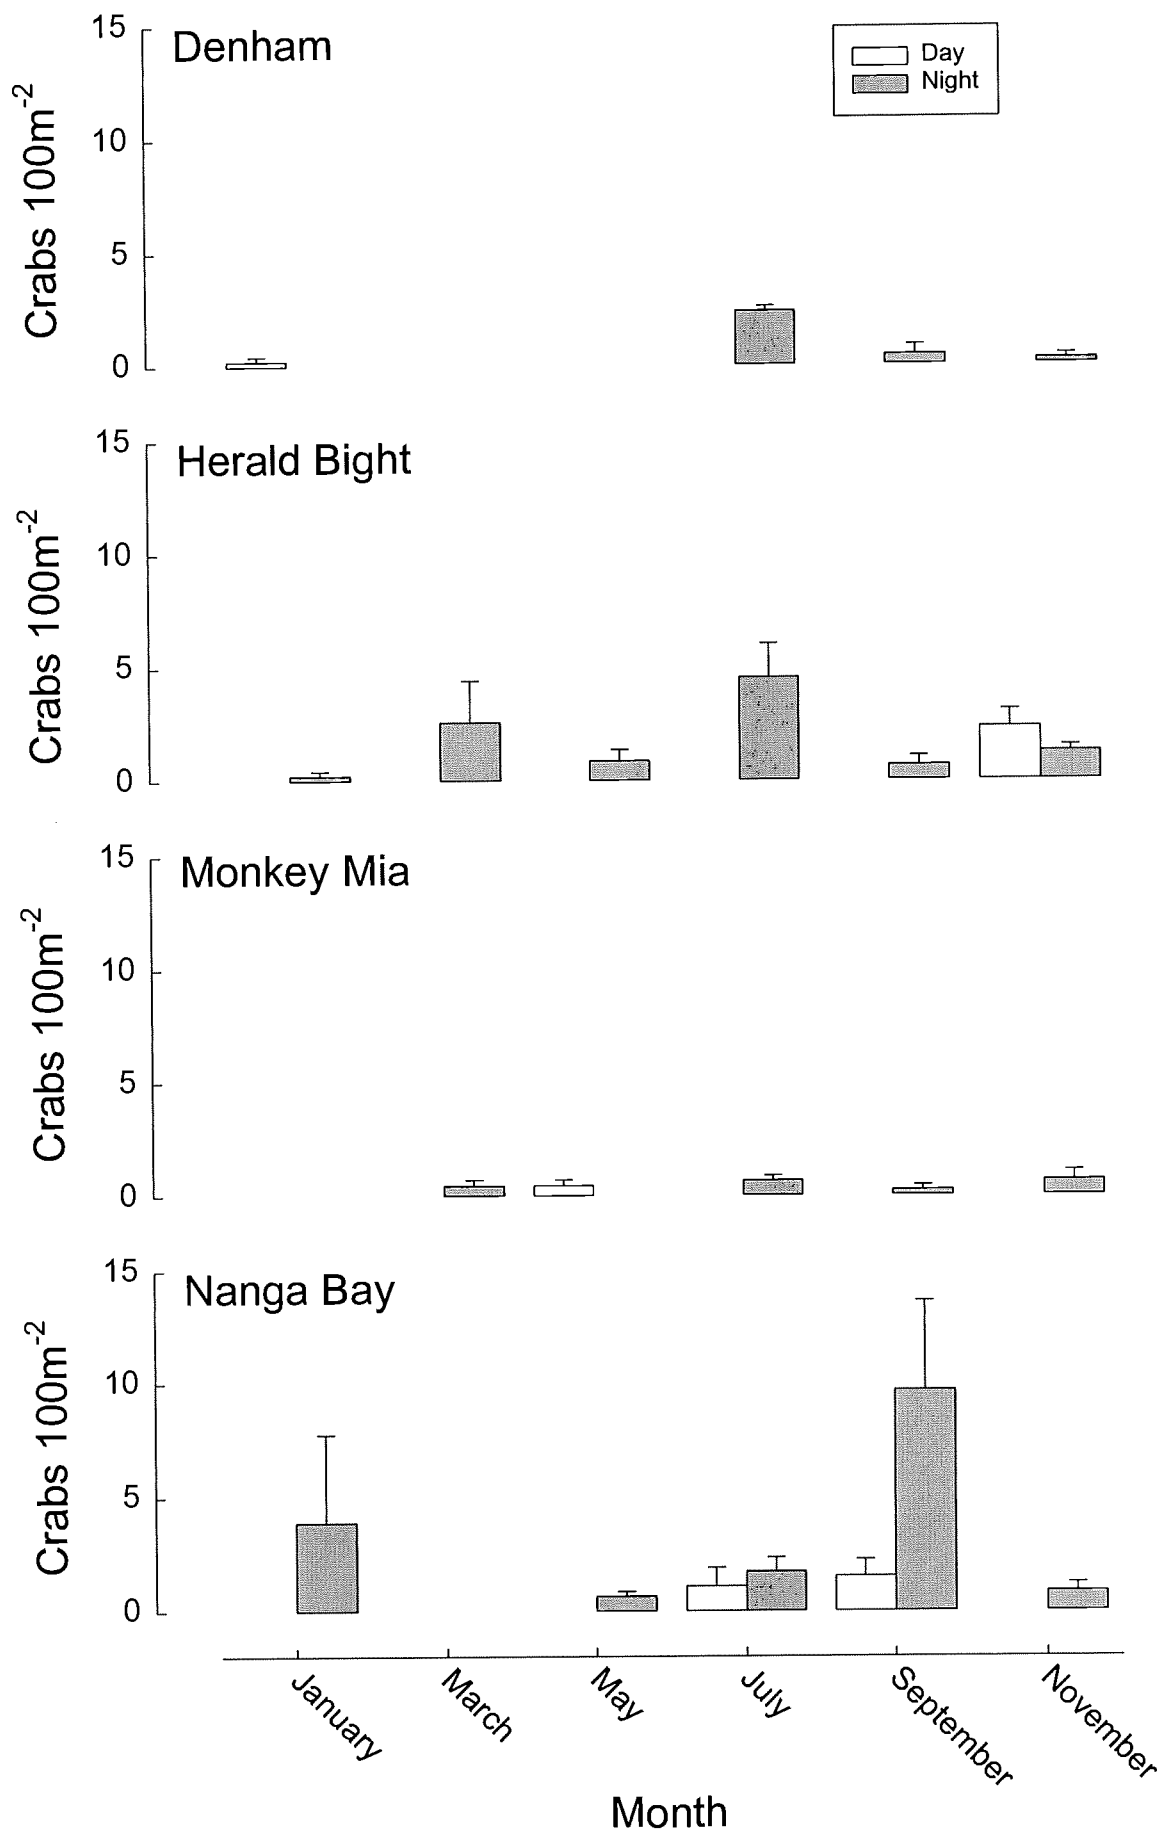 15
Denham
Day
Night
10
5
0
Crabs 100m-2
15
Herald Bight
10
5
0
Crabs 100m-2
15
Monkey Mia
10
5
0
Crabs 100m-2
15
Nanga Bay
10
5
0
Crabs 100m-2
January
March
May
July
September
November
Month